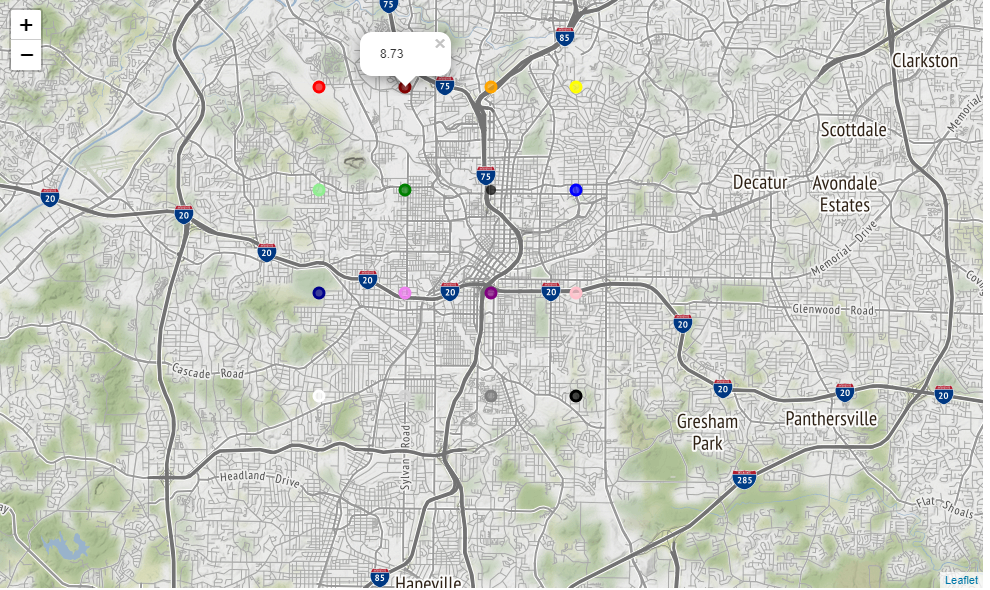 +
−
75
85
8.73
×
75
Clarkston
Memorial-
Scottdale
75
Decatur
Avondale
Estates
20
20
Memorial-Drive
20
20
20
20
Glenwood-Road
20
Cascade-Road
20
20
20
Gresham
Park
Panthersville
Sylvan-Road
Headland-Drive
285
Flat-Shoals
85
Hapeville
Leaflet